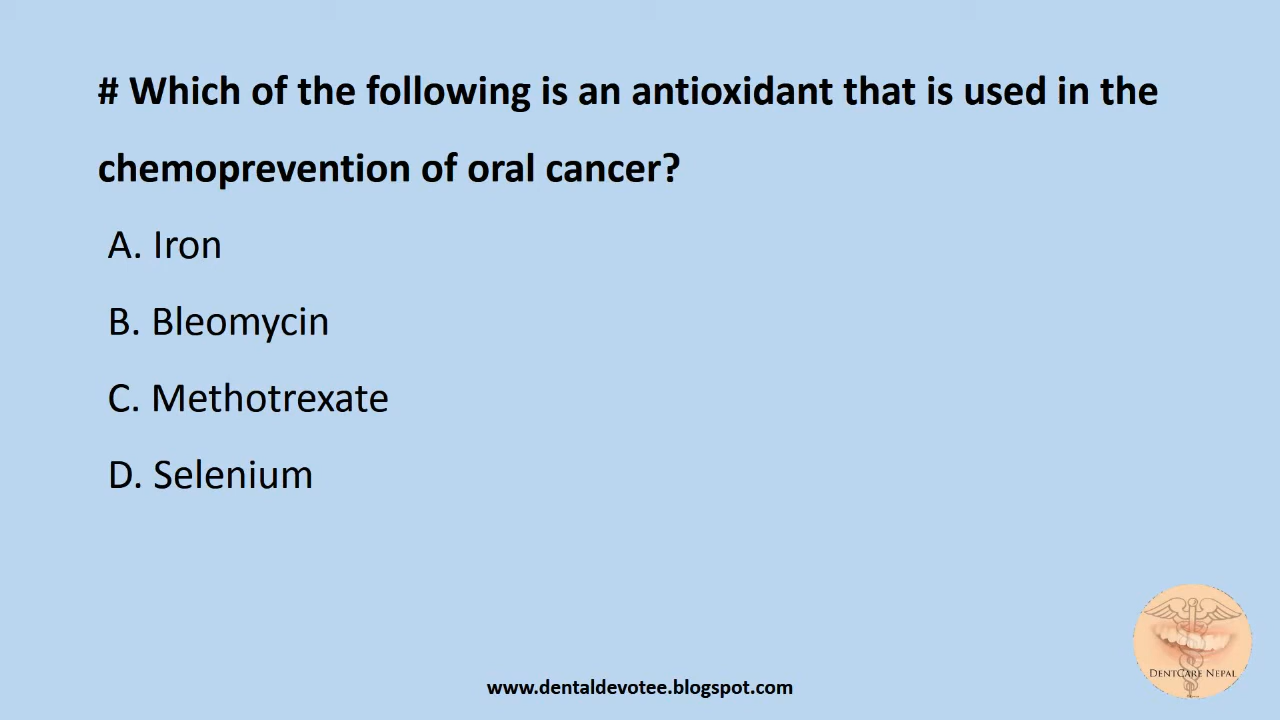 # Which of the following is an antioxidant that is used in the
chemoprevention of oral cancer?
A. Iron
B. Bleomycin
C. Methotrexate
D. Selenium
DENTCARE NEPAL
www.dentaldevotee.blogspot.com